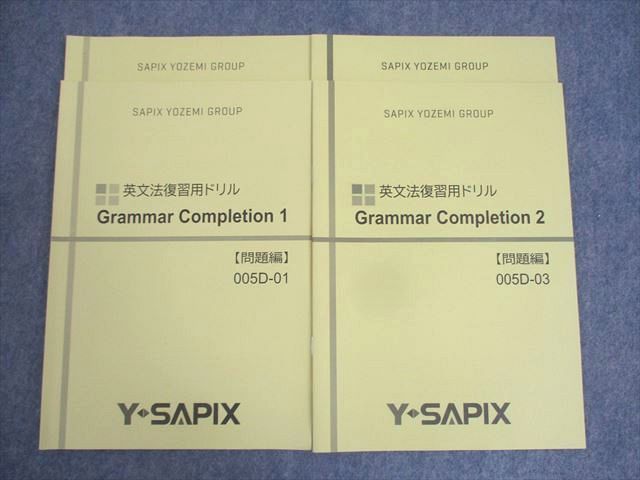 SAPIX YOZEMI GROUP
SAPIX YOZEMI GROUP
SAPIX YOZEMI GROUP
英文法復習用ドリル
Grammar Completion 1
【問題編】
005D-01
Y-SAPIX
SAPIX YOZEMI GROUP
英文法復習用ドリル
Grammar Completion 2
【問題編】
005D-03
Y-SAPIX